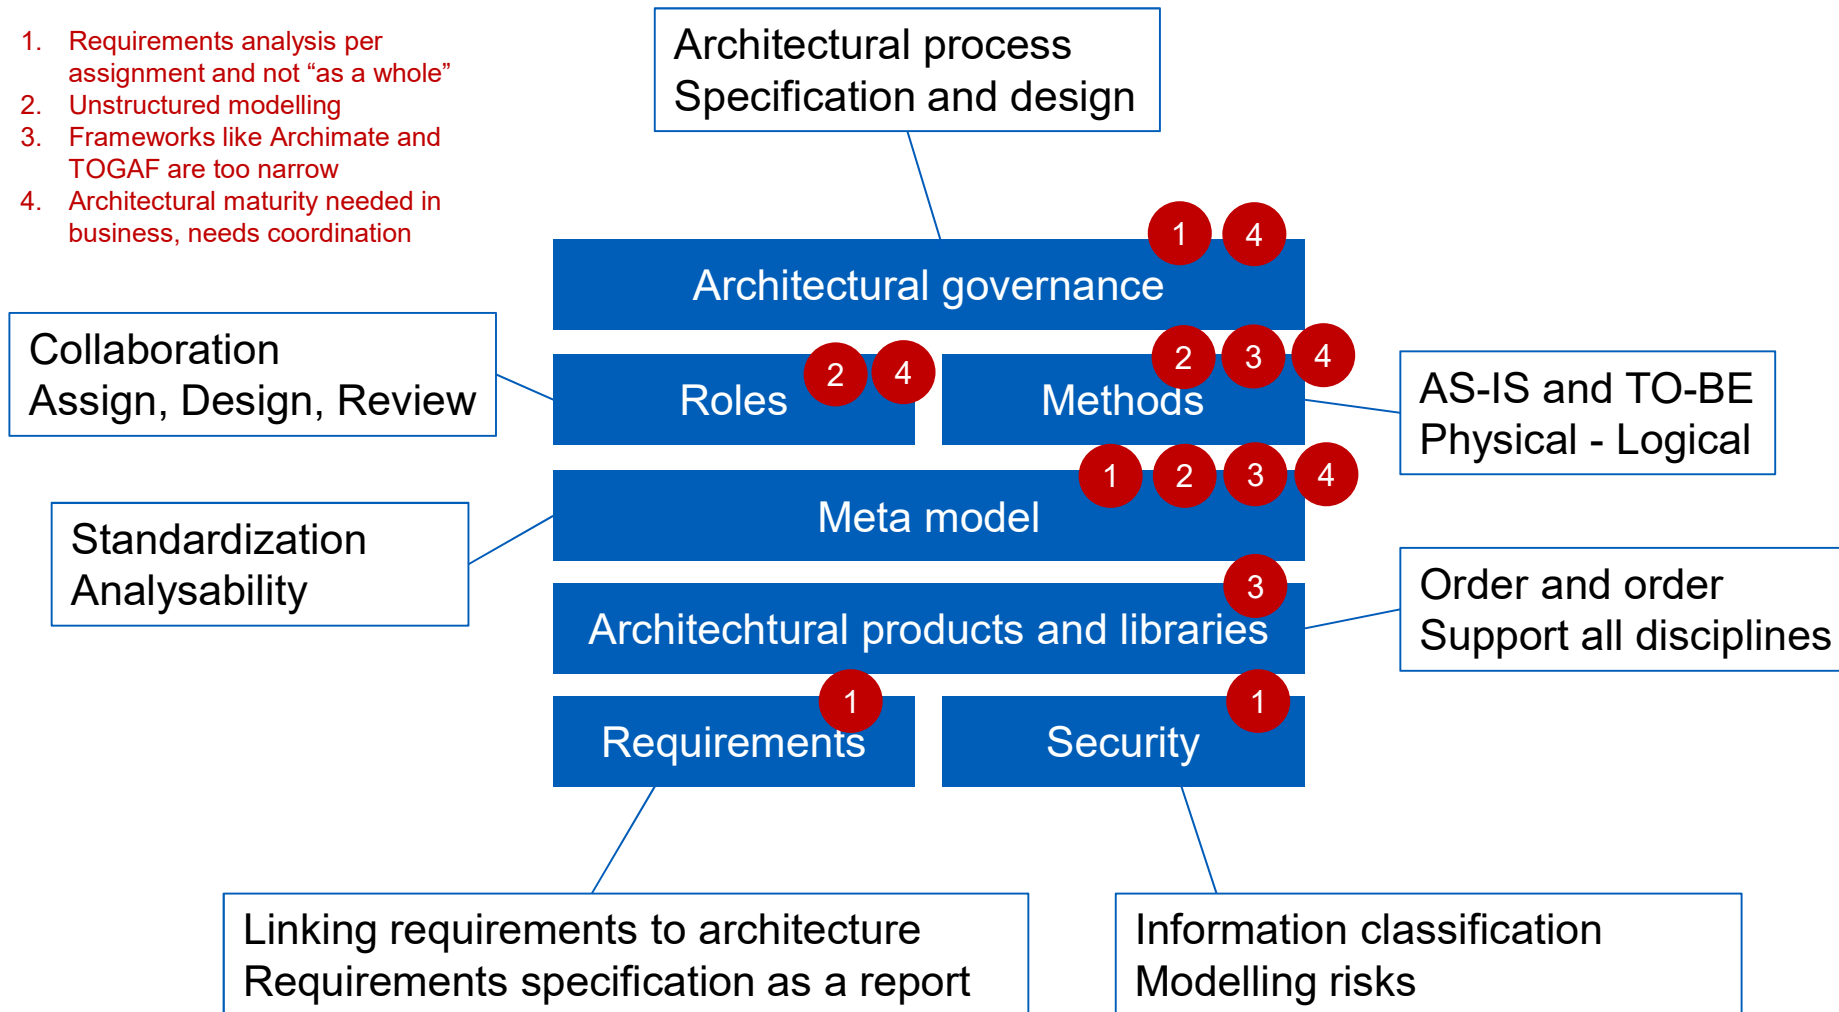 1. Requirements analysis per
assignment and not “as a whole”
2. Unstructured modelling
3. Frameworks like Archimate and
TOGAF are too narrow
4. Architectural maturity needed in
business, needs coordination
Architectural process
Specification and design
1 4
Architectural governance
Collaboration
Assign, Design, Review
2 4
Roles
2 3 4
Methods
AS-IS and TO-BE
Physical - Logical
1 2 3 4
Meta model
Standardization
Analysability
3
Architechtural products and libraries
Order and order
Support all disciplines
1
Requirements
1
Security
Linking requirements to architecture
Requirements specification as a report
Information classification
Modelling risks